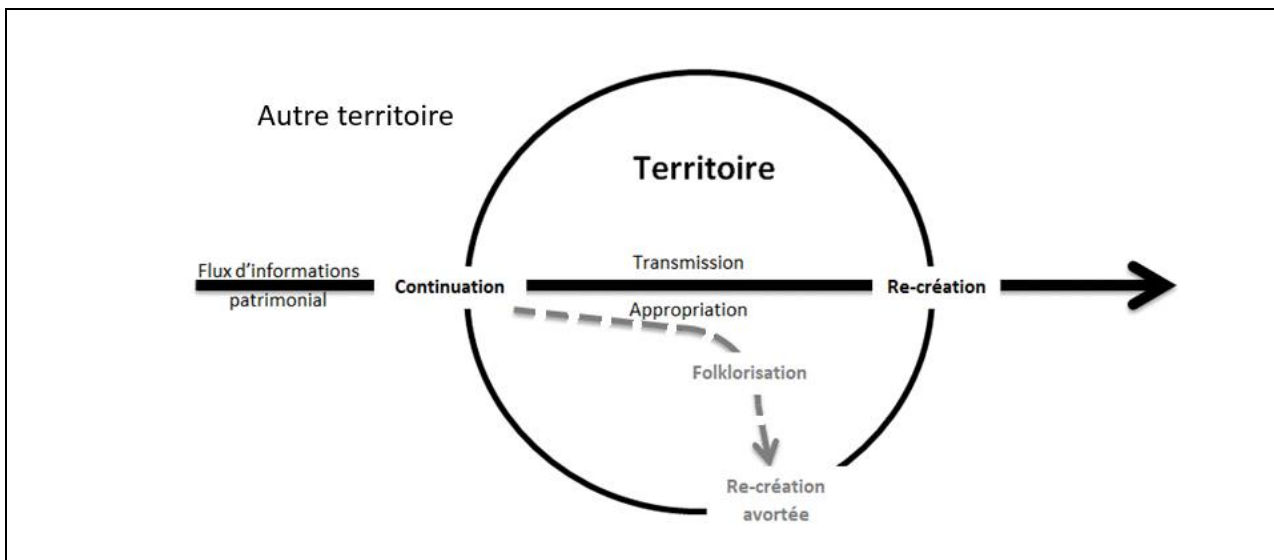 Autre territoire
Territoire
Flux d'informations
patrimonial
Continuation
Transmission
Appropriation
Re-création
Folklorisation
Re-création
avortée